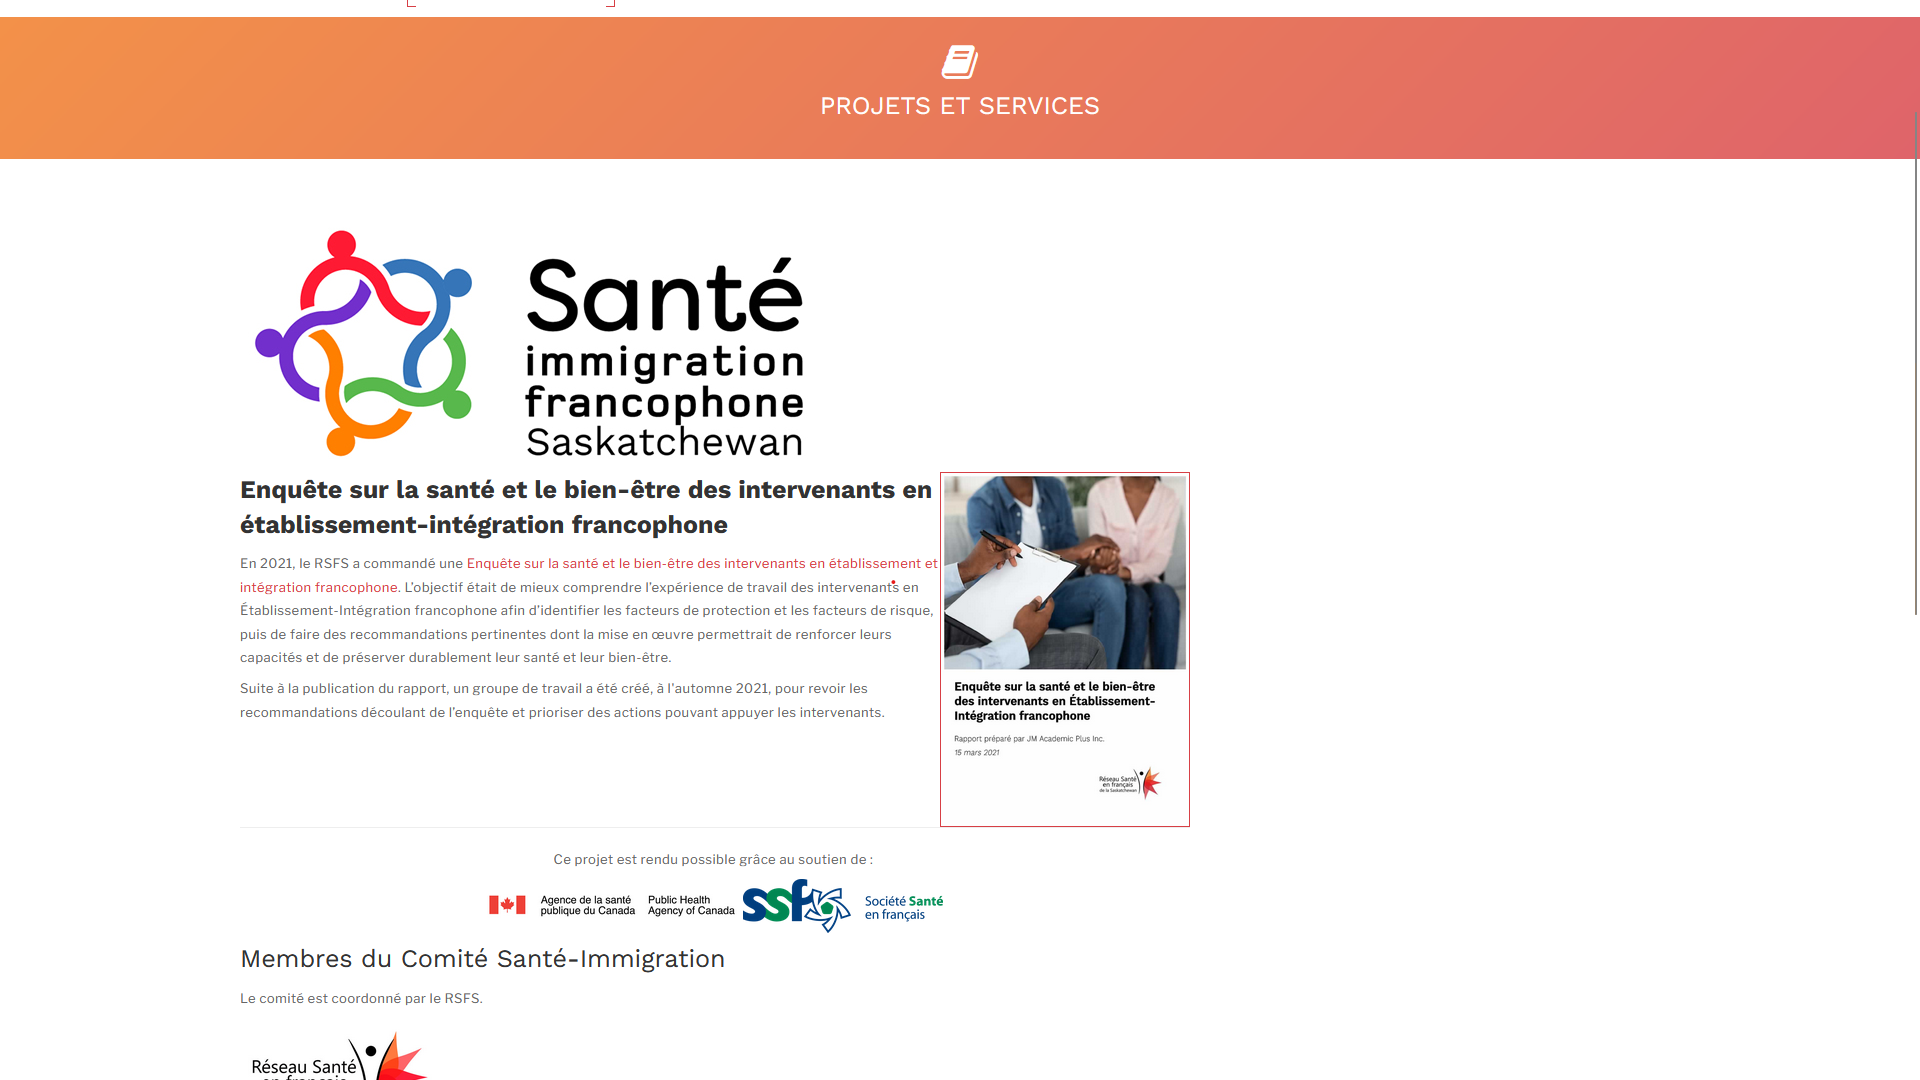 PROJETS ET SERVICES
Santé
immigration
francophone
Saskatchewan
Enquête sur la santé et le bien-être des intervenants en
établissement-intégration francophone
En 2021, le RSFS a commandé une Enquête sur la santé et le bien-être des intervenants en établissement et
intégration francophone. L'objectif était de mieux comprendre l'expérience de travail des intervenants en
Établissement-Intégration francophone afin d'identifier les facteurs de protection et les facteurs de risque,
puis de faire des recommandations pertinentes dont la mise en œuvre permettrait de renforcer leurs
capacités et de préserver durablement leur santé et leur bien-être.
Suite à la publication du rapport, un groupe de travail a été créé, à l'automne 2021, pour revoir les
recommandations découlant de l'enquête et prioriser des actions pouvant appuyer les intervenants.
Enquête sur la santé et le bien-être
des intervenants en Établissement-
Intégration francophone
Rapport préparé par JM Academic Plus Inc.
15 mars 2021
Réseau Santé
en français
de la Saskatchewan
Ce projet est rendu possible grâce au soutien de :
Agence de la santé
publique du Canada
Public Health
Agency of Canada
ssf
Société Santé
en français
Membres du Comité Santé-Immigration
Le comité est coordonné par le RSFS.
Réseau Santé
en français